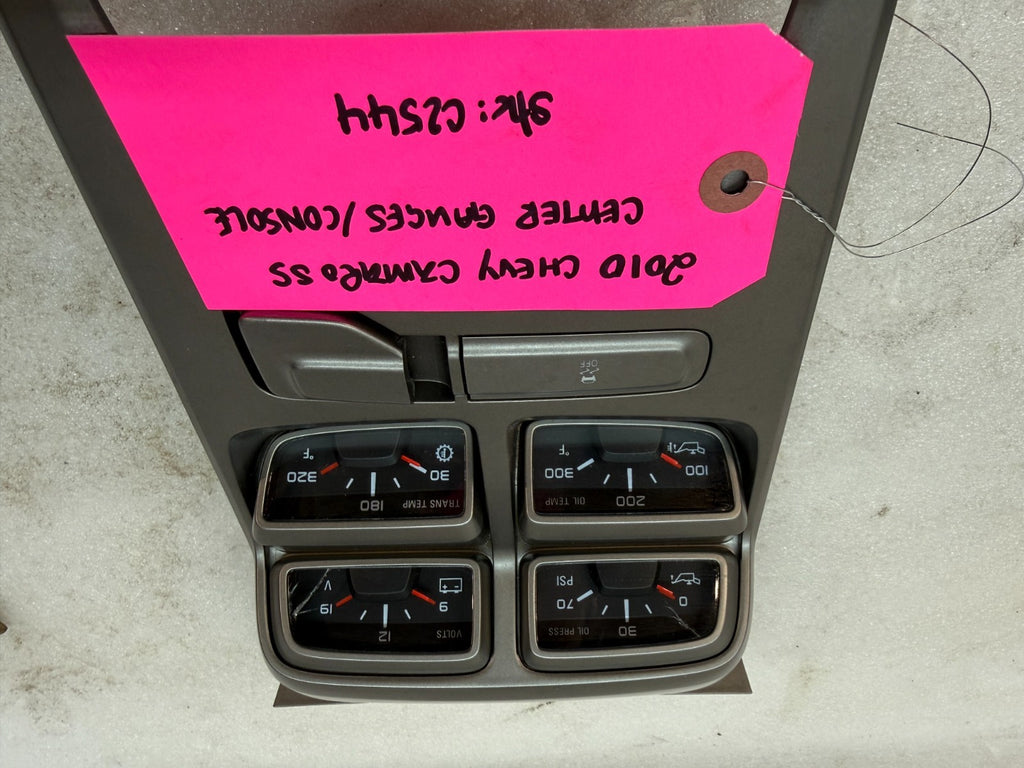 30
OIL PRESS
0
70
PSI
12
VOLTS
9
19
V
200
OIL TEMP
100
300
°F
180
TRANS TEMP
30
320
°F
OFF
2010 CHEVY CAMARO SS
CENTER GAUGES/CONSOLE
Stk: C2544